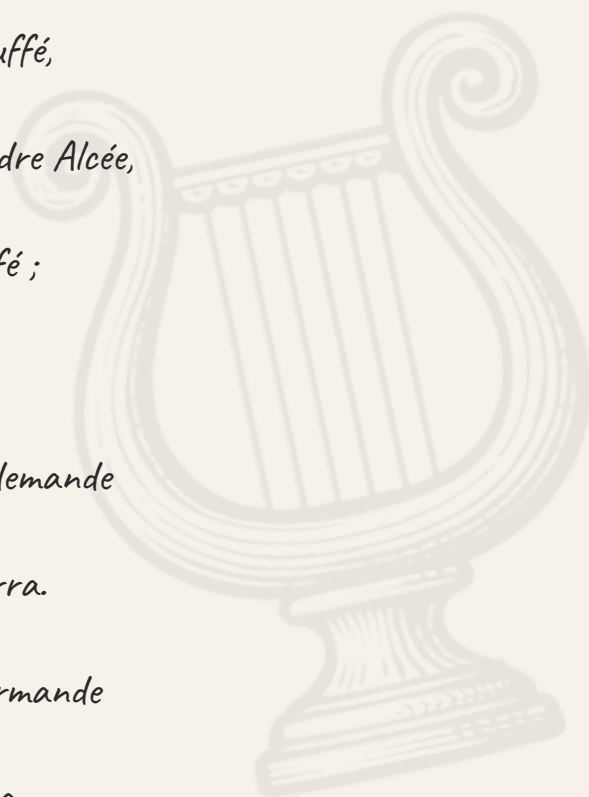 uffé,
dre Alcée,
fé ;
demande
rra.
rmande